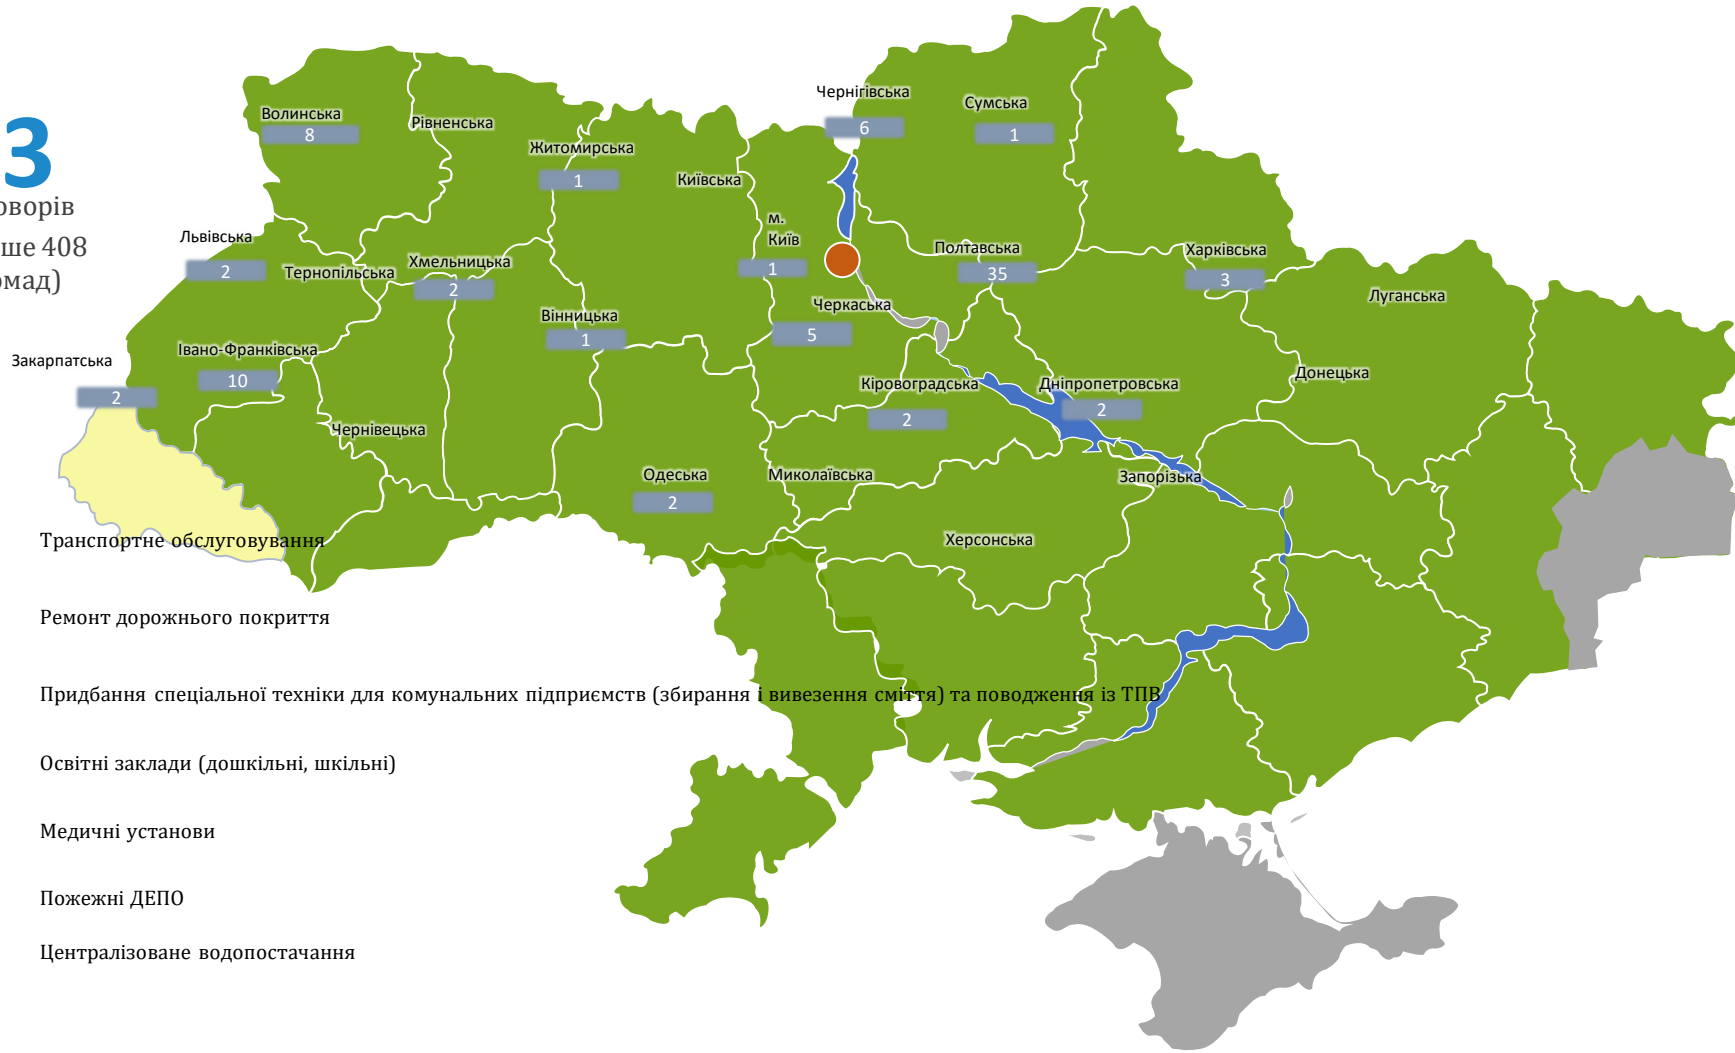 3
оворів
ше 408
омад)
Волинська
8
Рівненська
Житомирська
1
Київська
Чернігівська
6
Сумська
1
Львівська
2
Тернопільська
Хмельницька
2
Вінницька
1
м.
Київ
1
Черкаська
5
Полтавська
35
Харківська
3
Луганська
Закарпатська
2
Івано-Франківська
10
Чернівецька
Кіровоградська
2
Дніпропетровська
2
Донецька
Одеська
2
Миколаївська
Запорізька
Херсонська
Транспортне обслуговування
Ремонт дорожнього покриття
Придбання спеціальної техніки для комунальних підприємств (збирання і вивезення сміття) та поводження із ТПВ
Освітні заклади (дошкільні, шкільні)
Медичні установи
Пожежні ДЕПО
Централізоване водопостачання